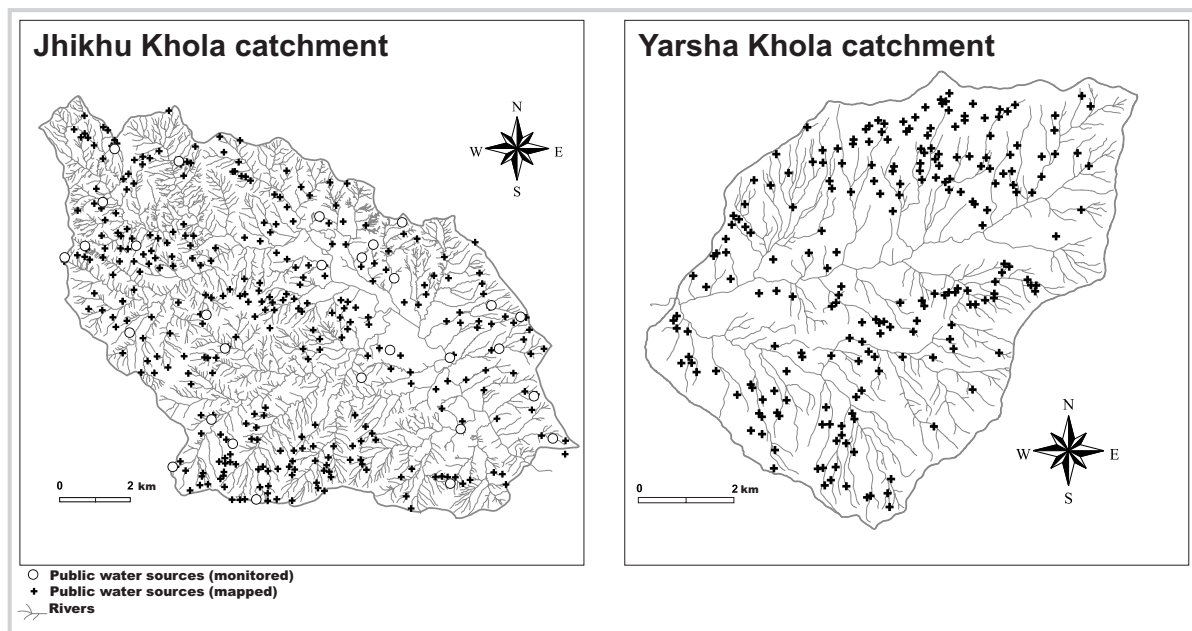 Jhikhu Khola catchment
N
W E
S
0 2 km
Yarsha Khola catchment
N
W E
S
0 2 km
Public water sources (monitored)
Public water sources (mapped)
Rivers